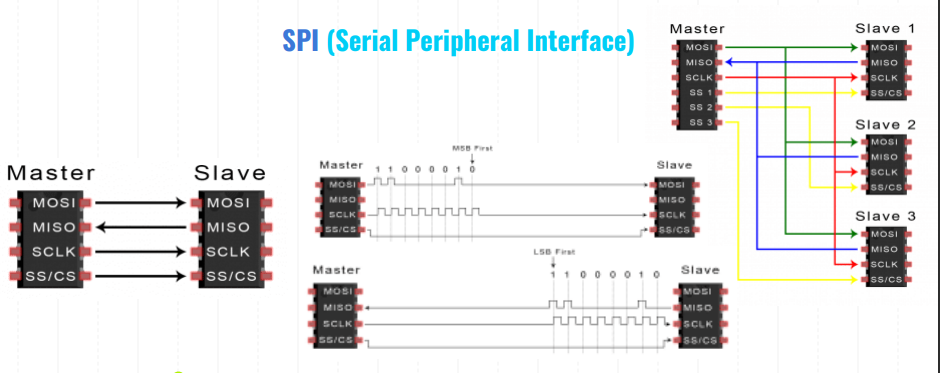 SPI (Serial Peripheral Interface)
Master Slave
MOSI MOSI
MISO MISO
SCLK SCLK
SS/CS SS/CS
MSB First
Master Slave
1 1 0 0 0 0 1 0
MOSI MOSI
MISO MISO
SCLK SCLK
SS/CS SS/CS
LSB First
Master Slave
1 1 0 0 0 0 1 0
MOSI MOSI
MISO MISO
SCLK SCLK
SS/CS SS/CS
Master Slave 1
MOSI MOSI
MISO MISO
SCLK SCLK
SS 1 SS/CS
SS 2
SS 3
Slave 2
MOSI
MISO
SCLK
SS/CS
Slave 3
MOSI
MISO
SCLK
SS/CS